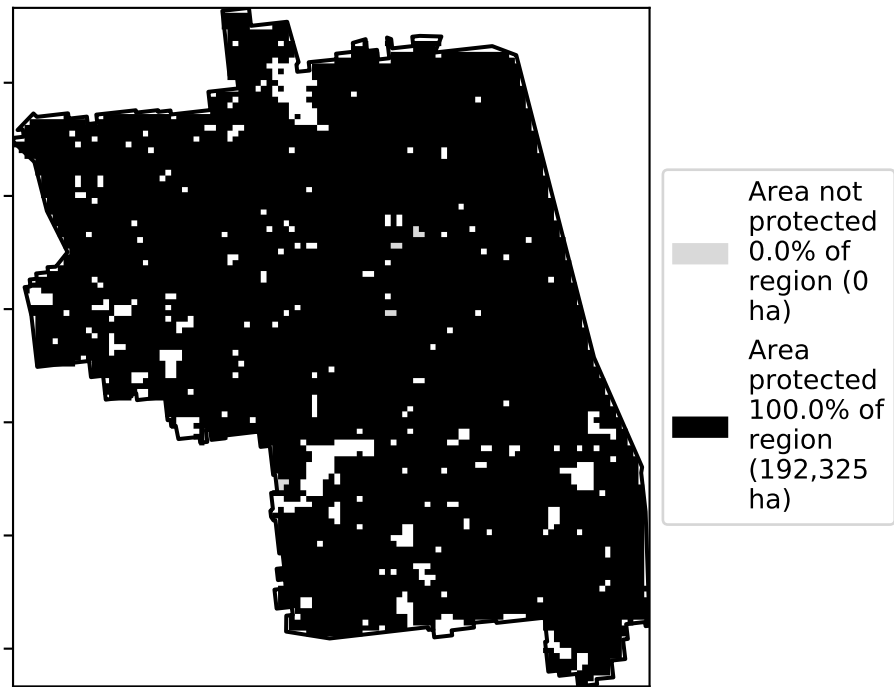 Area not
protected
0.0% of
region (0
ha)
Area
protected
100.0% of
region
(192,325
ha)